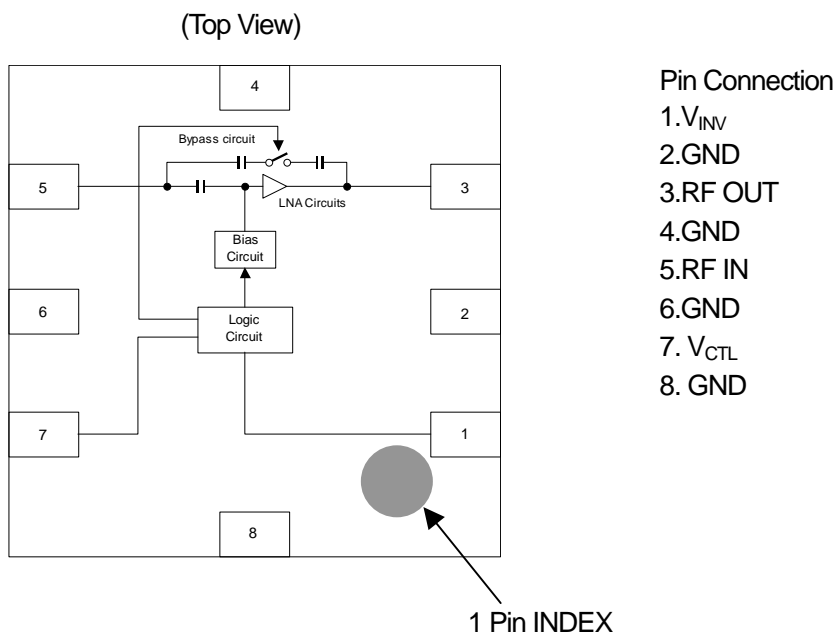 (Top View)
4
Bypass circuit
5
3
LNA Circuits
Bias
Circuit
6
2
Logic
Circuit
7
1
8
1 Pin INDEX
Pin Connection
1.VINV
2.GND
3.RF OUT
4.GND
5.RF IN
6.GND
7. VCTL
8. GND